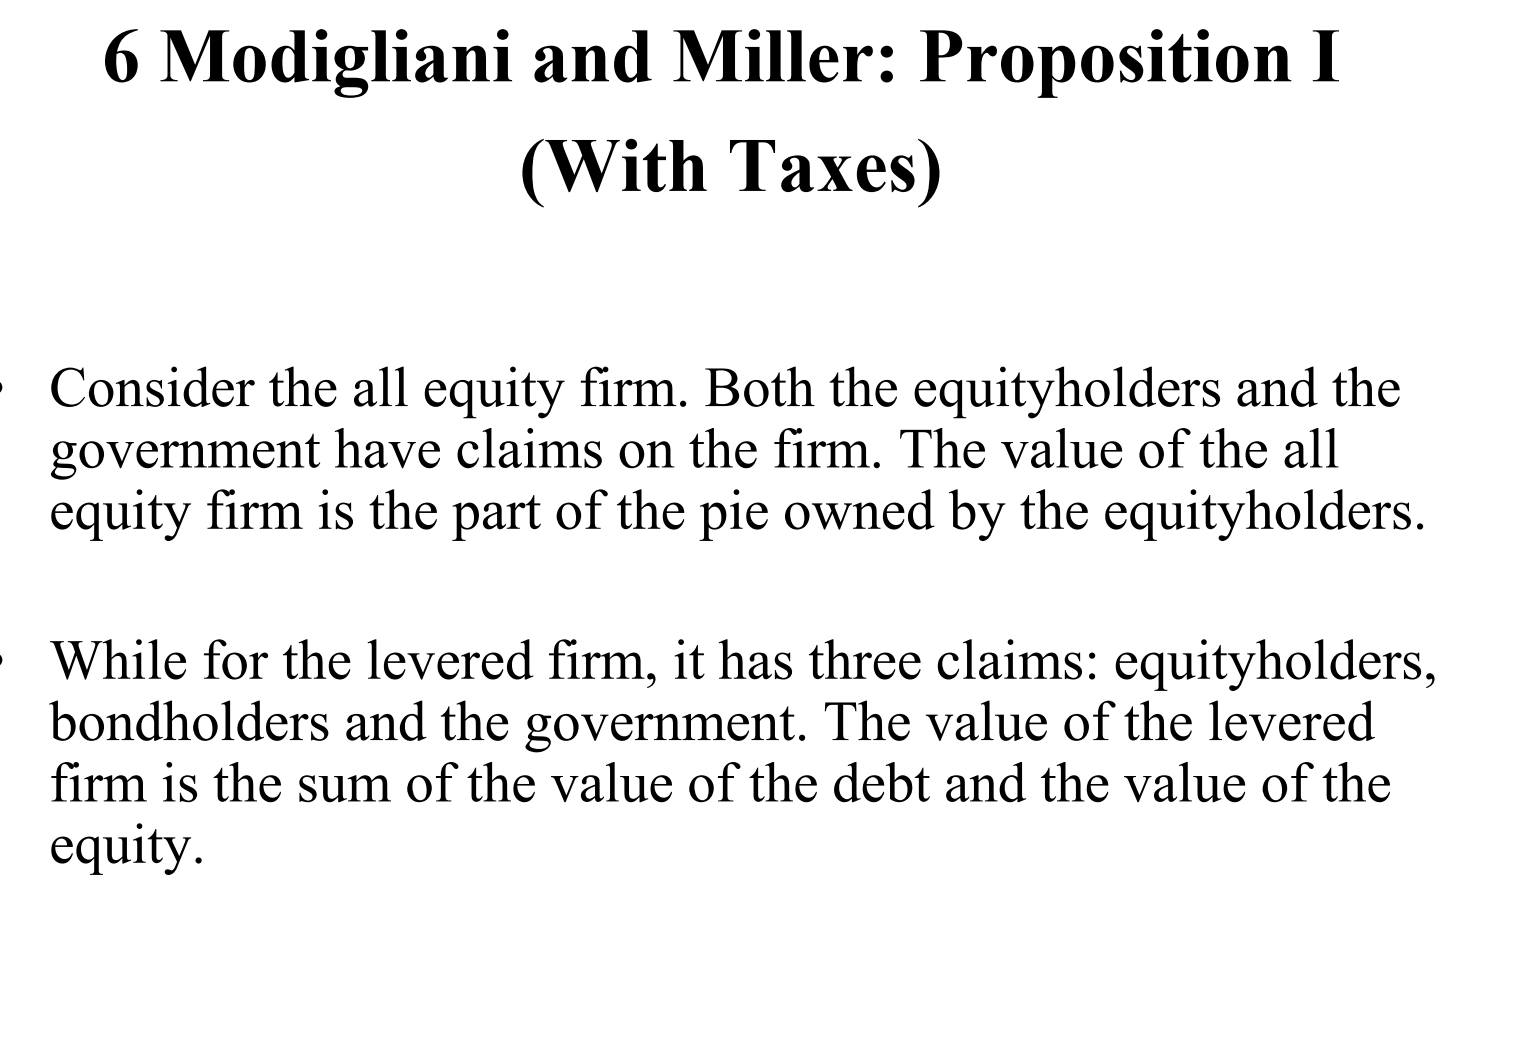 6 Modigliani and Miller: Proposition I
(With Taxes)
• Consider the all equity firm. Both the equityholders and the
government have claims on the firm. The value of the all
equity firm is the part of the pie owned by the equityholders.
• While for the levered firm, it has three claims: equityholders,
bondholders and the government. The value of the levered
firm is the sum of the value of the debt and the value of the
equity.